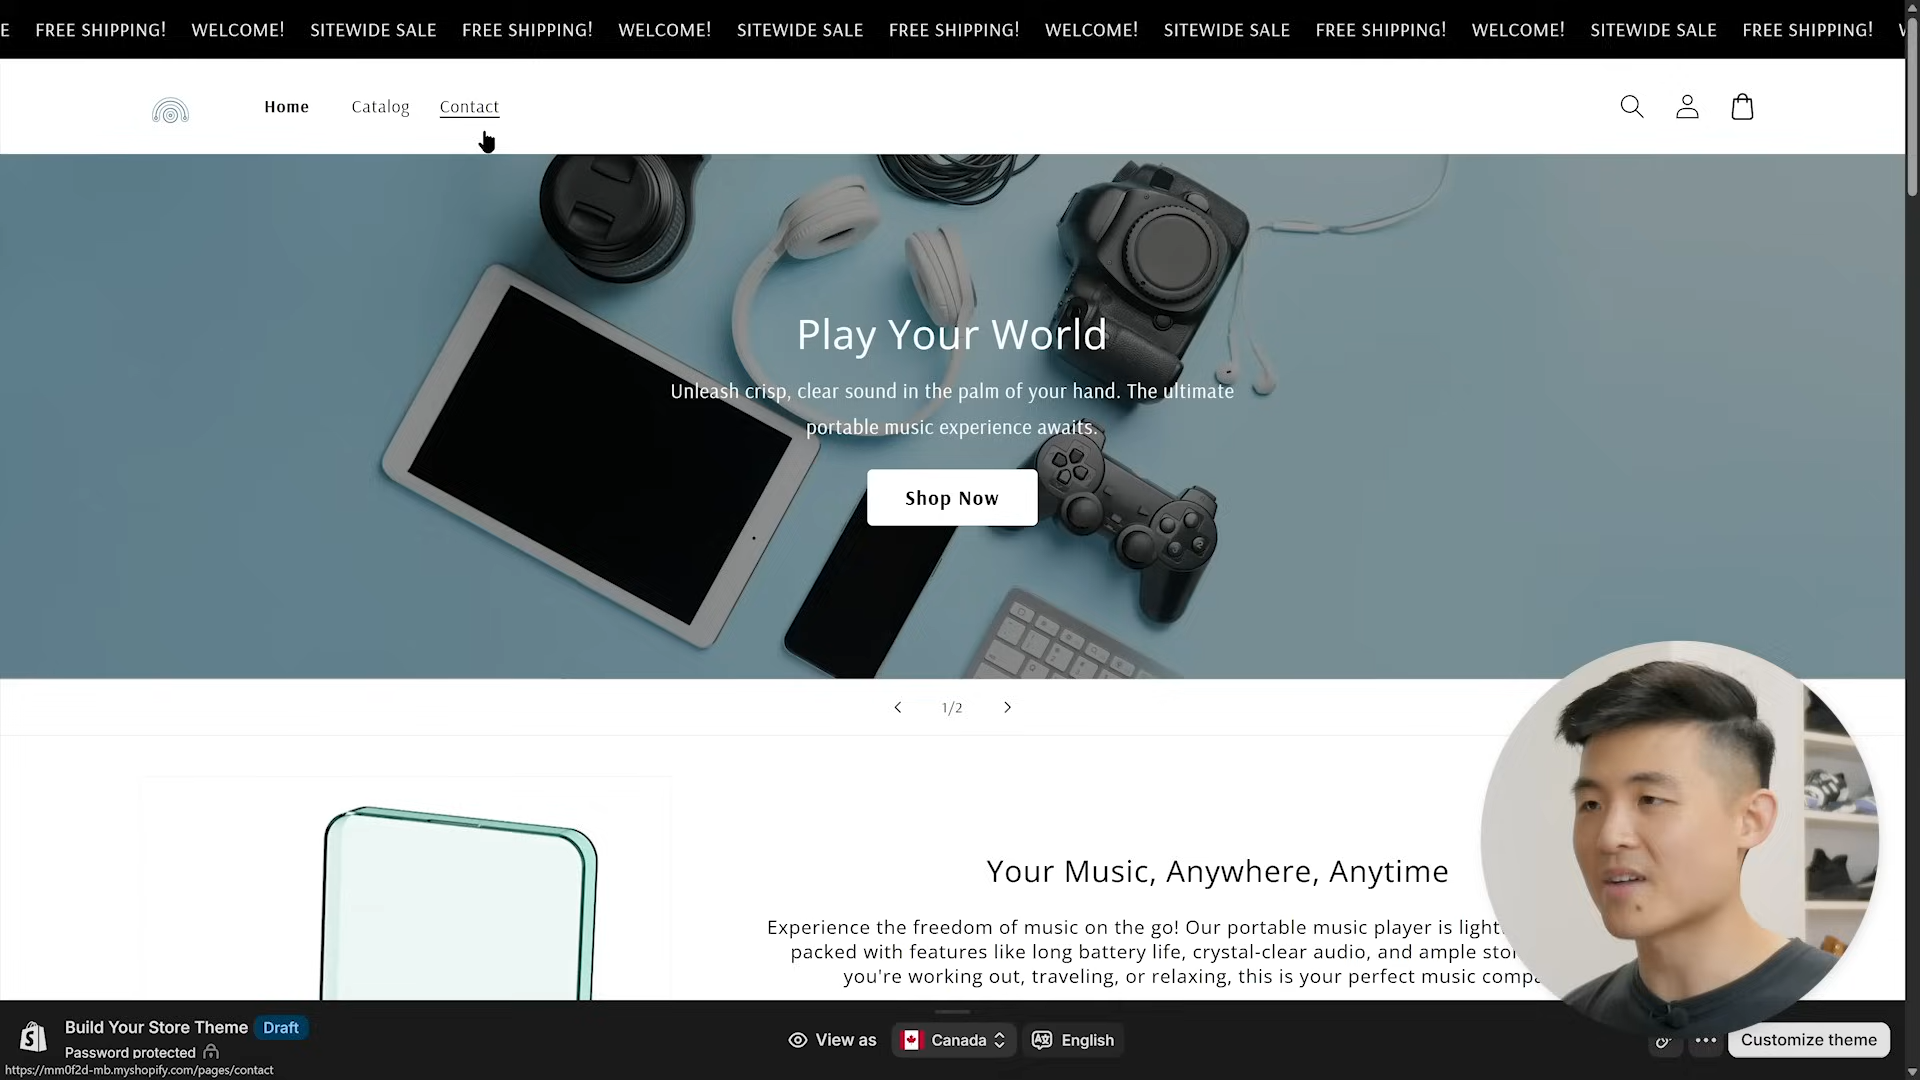 FREE SHIPPING! WELCOME! SITEWIDE SALE FREE SHIPPING! WELCOME! SITEWIDE SALE FREE SHIPPING! WELCOME! SITEWIDE SALE FREE SHIPPING! WELCOME! SITEWIDE SALE FREE SHIPPING!
Home Catalog Contact
Play Your World
Unleash crisp, clear sound in the palm of your hand. The ultimate
portable music experience awaits.
Shop Now
1/2
Your Music, Anywhere, Anytime
Experience the freedom of music on the go! Our portable music player is
packed with features like long battery life, crystal-clear audio, and ample
you're working out, traveling, or relaxing, this is your perfect music
Build Your Store Theme Draft
Password protected
View as Canada English
Customize theme
https://mm0f2d-mb.myshopify.com/pages/contact